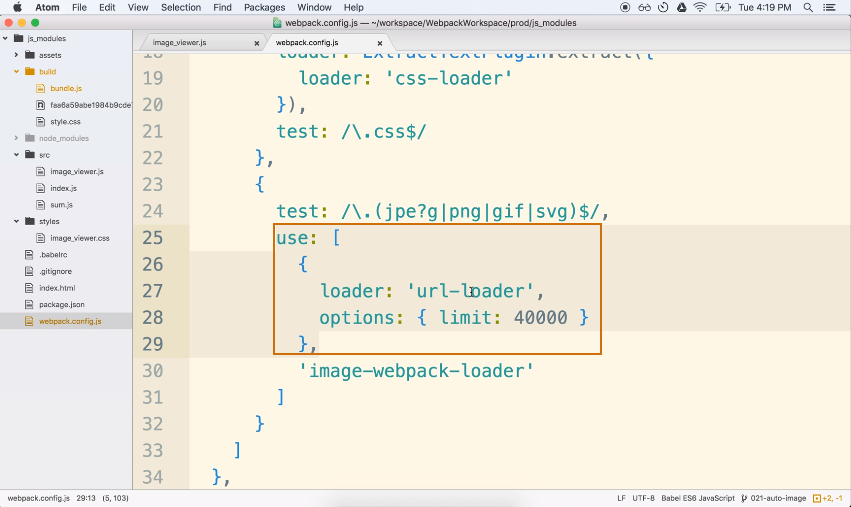 Atom File Edit View Selection Find Packages Window Help Tue 4:19 PM
webpack.config.js — ~/workspace/WebpackWorkspace/prod/js_modules
js_modules
assets
build
bundle.js
faa6a59abe1984b9cde7
style.css
node_modules
src
image_viewer.js
index.js
sum.js
styles
image_viewer.css
.babelrc
.gitignore
index.html
package.json
webpack.config.js
image_viewer.js webpack.config.js
18 loader: ExtractTextPlugin.extract({
19 loader: 'css-loader'
20 }),
21 test: /\.css$/
22 },
23 {
24 test: /\.(jpe?g|png|gif|svg)$/,
25 use: [
26 {
27 loader: 'url-loader',
28 options: { limit: 40000 }
29 },
30 'image-webpack-loader'
31 ]
32 }
33 ]
34 },
webpack.config.js 29:13 (5, 103) LF UTF-8 Babel ES6 JavaScript 021-auto-image +2, -1